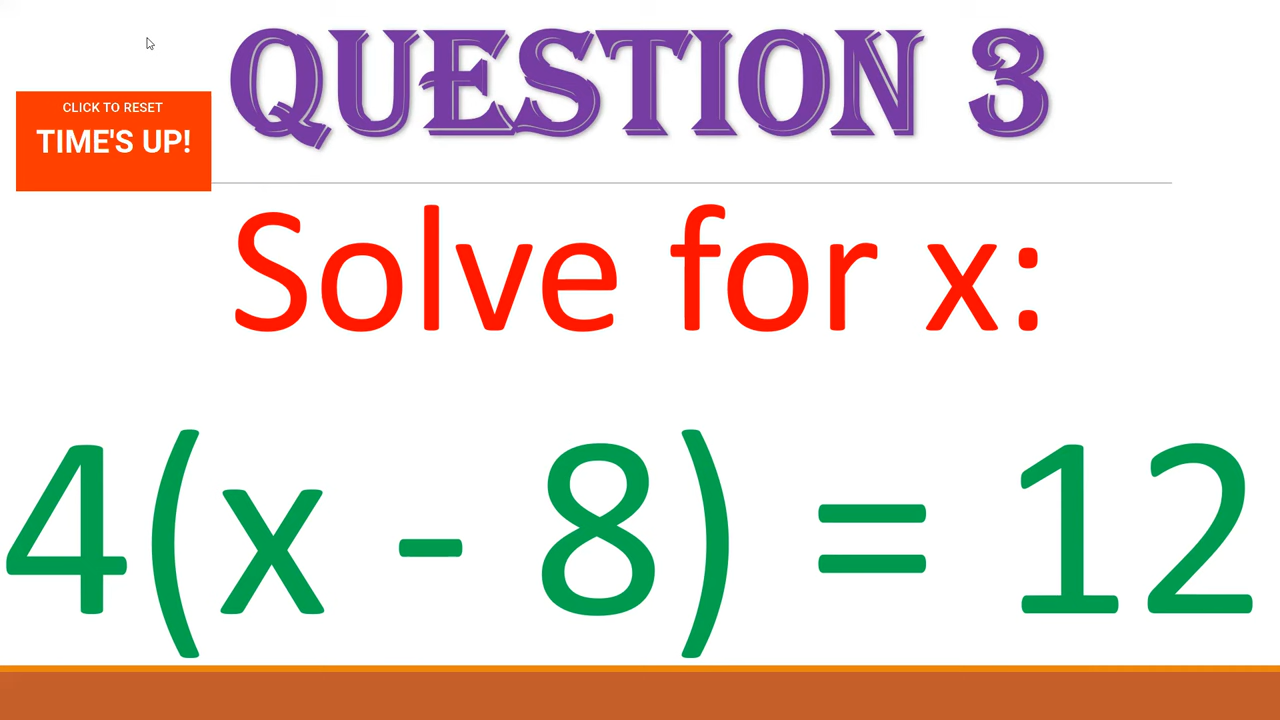 QUESTION 3
CLICK TO RESET
TIME'S UP!
Solve for x:
4(x - 8) = 12